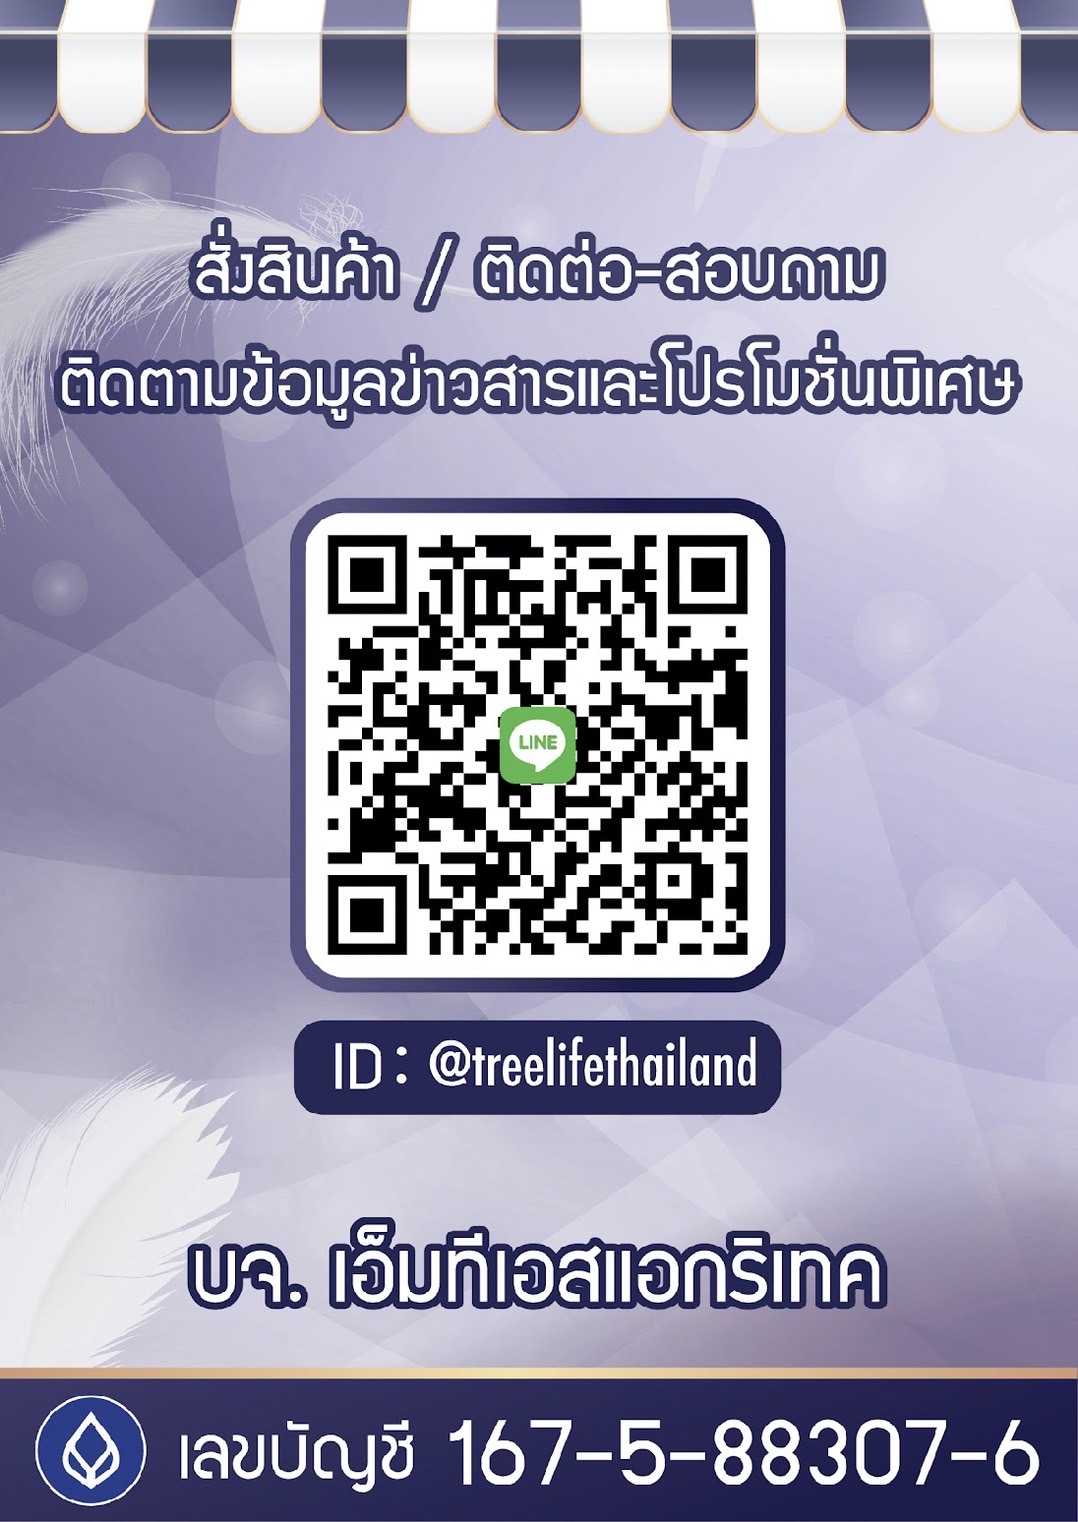 สั่งสินค้า / ติดต่อ-สอบถาม
ติดตามข้อมูลข่าวสารและโปรโมชั่นพิเศษ
LINE
ID : @treelifethailand
บจ. เอ็มทีเอสแอกริเทค
เลขบัญชี 167-5-88307-6